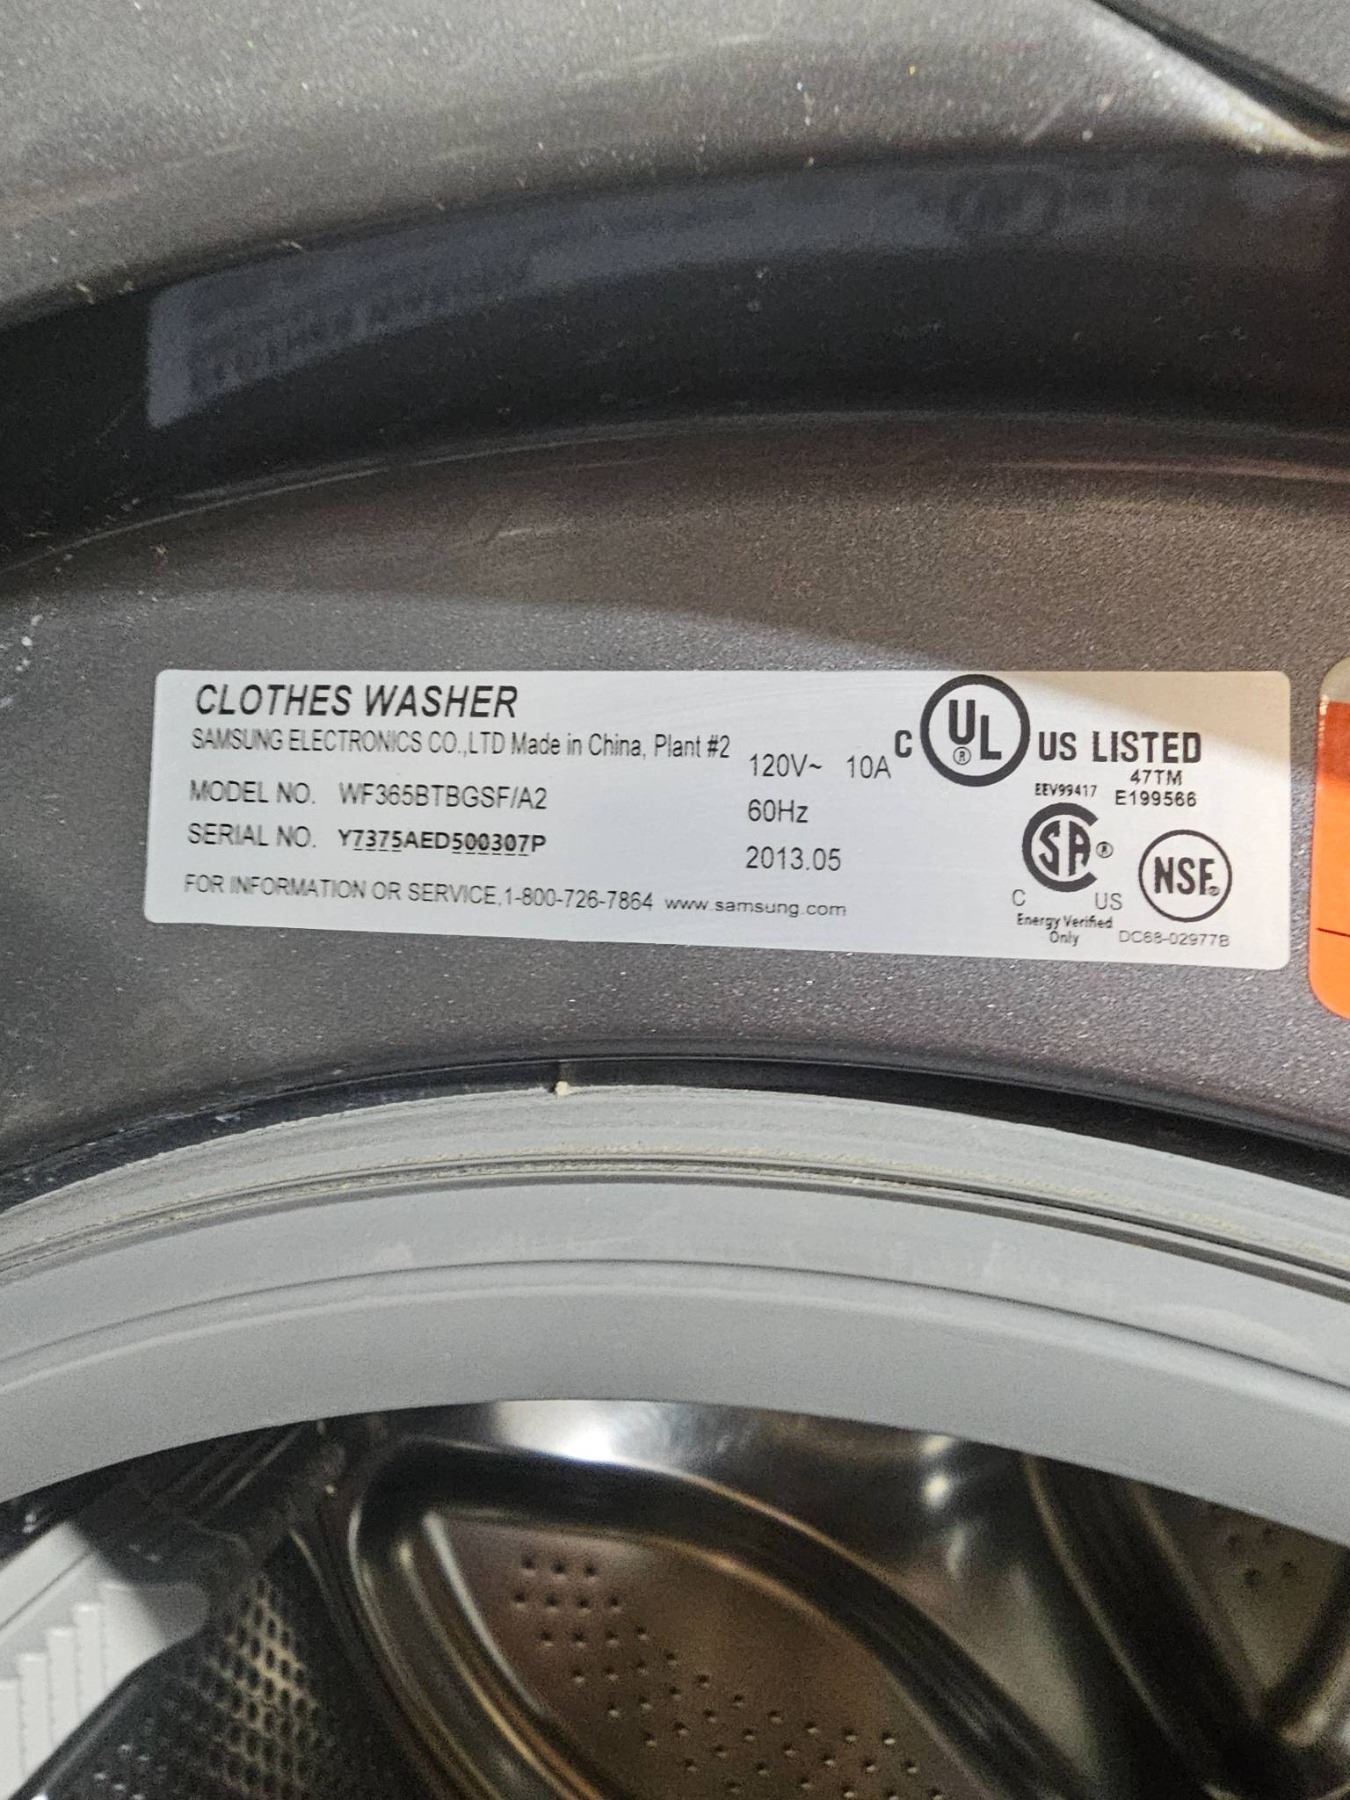 CLOTHES WASHER
SAMSUNG ELECTRONICS CO.,LTD Made in China, Plant #2
MODEL NO. WF365BTBGSF/A2
SERIAL NO. Y7375AED500307P
FOR INFORMATION OR SERVICE,1-800-726-7864 www.samsung.com
120V~ 10A
60Hz
2013.05
C UL ® US LISTED
47TM
EEV99417 E199566
SA ®
C US
Energy Verified
Only
NSF®
DC68-02977B